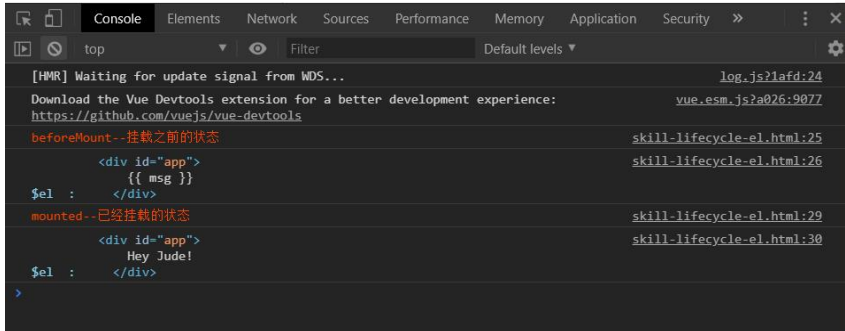 Console Elements Network Sources Performance Memory Application Security »
top Filter Default levels
[HMR] Waiting for update signal from WDS... log.js?1afd:24
Download the Vue Devtools extension for a better development experience: vue.esm.js?a026:9077
https://github.com/vuejs/vue-devtools
beforeMount--挂载之前的状态 skill-lifecycle-el.html:25
<div id="app"> skill-lifecycle-el.html:26
{{ msg }}
$el : </div>
mounted--已经挂载的状态 skill-lifecycle-el.html:29
<div id="app"> skill-lifecycle-el.html:30
Hey Jude!
$el : </div>
>